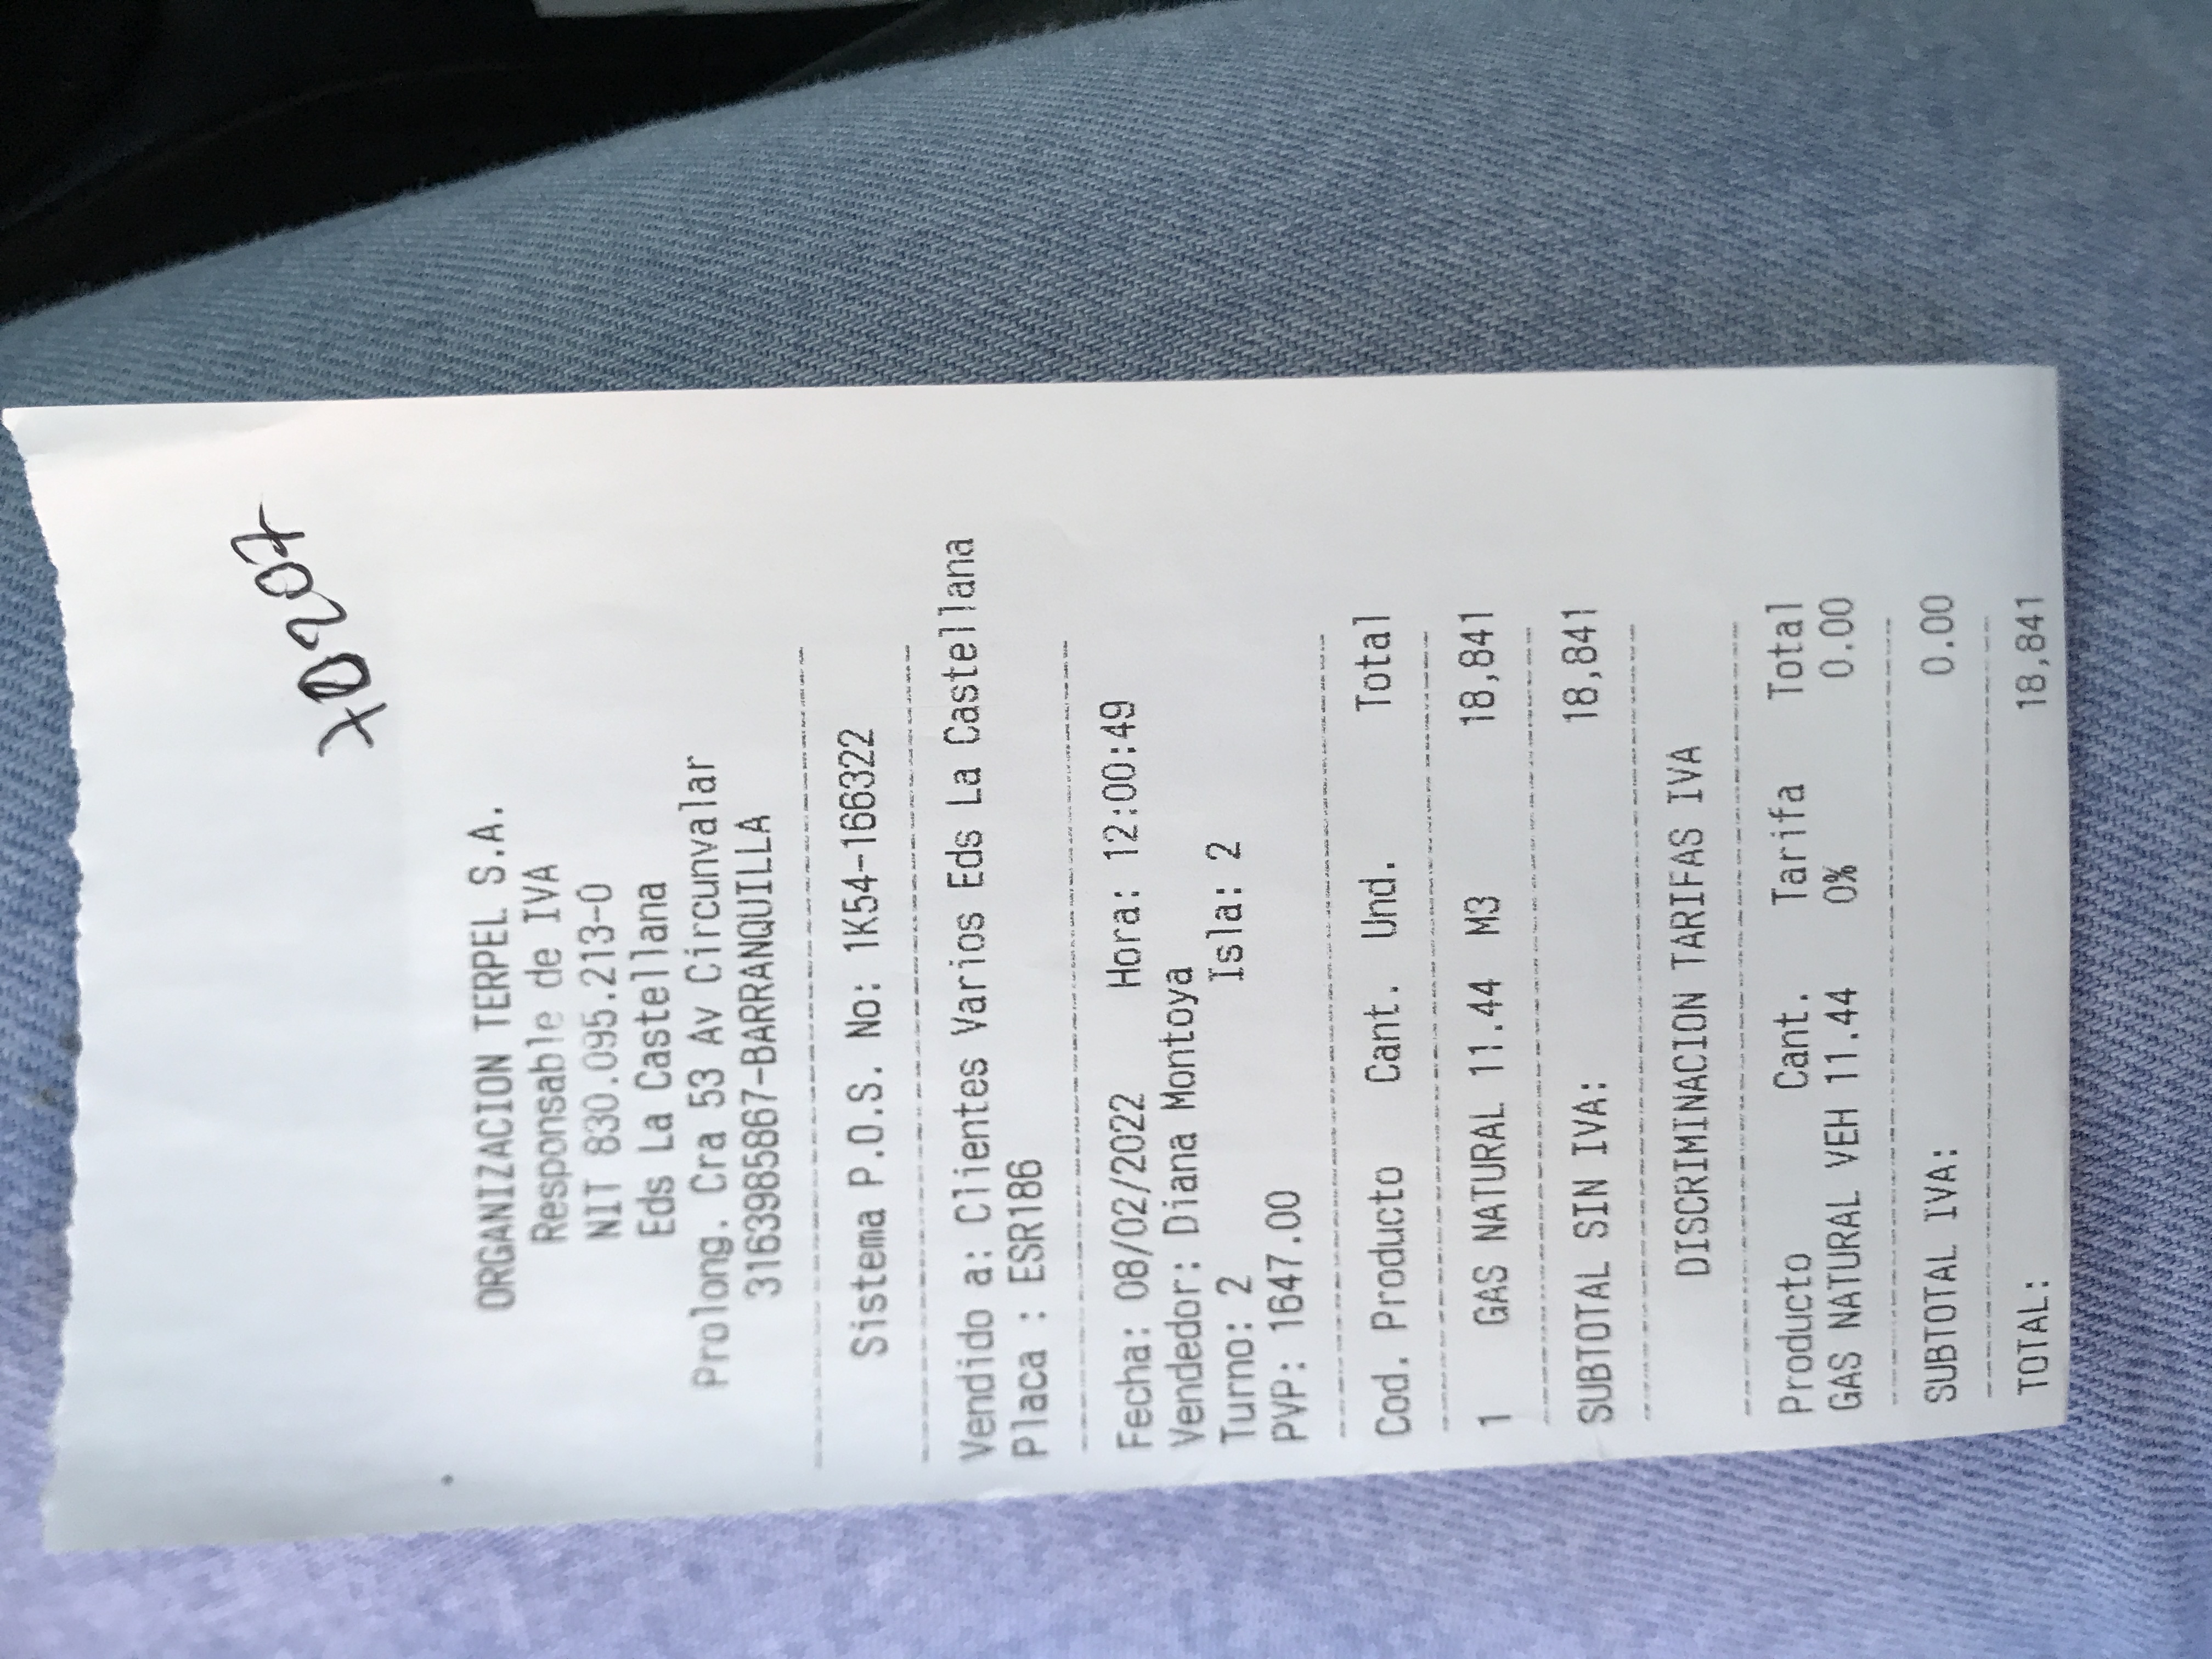 ORGANIZACION TERPEL S.A.
Responsable de IVA
NIT 830.095.213-0
Eds La Castellana
Prolong. Cra 53 Av Circunvalar
3163985867-BARRANQUILLA
Sistema P.O.S. No: 1K54-166322
Vendido a: Clientes Varios Eds La Castellana
Placa : ESR186
Fecha: 08/02/2022 Hora: 12:00:49
Vendedor: Diana Montoya
Turno: 2 Isla: 2
PVP: 1647.00
Cod. Producto Cant. Und. Total
1 GAS NATURAL 11.44 M3 18,841
SUBTOTAL SIN IVA: 18,841
DISCRIMINACION TARIFAS IVA
Producto Cant. Tarifa Total
GAS NATURAL VEH 11.44 0% 0.00
SUBTOTAL IVA: 0.00
TOTAL: 18,841